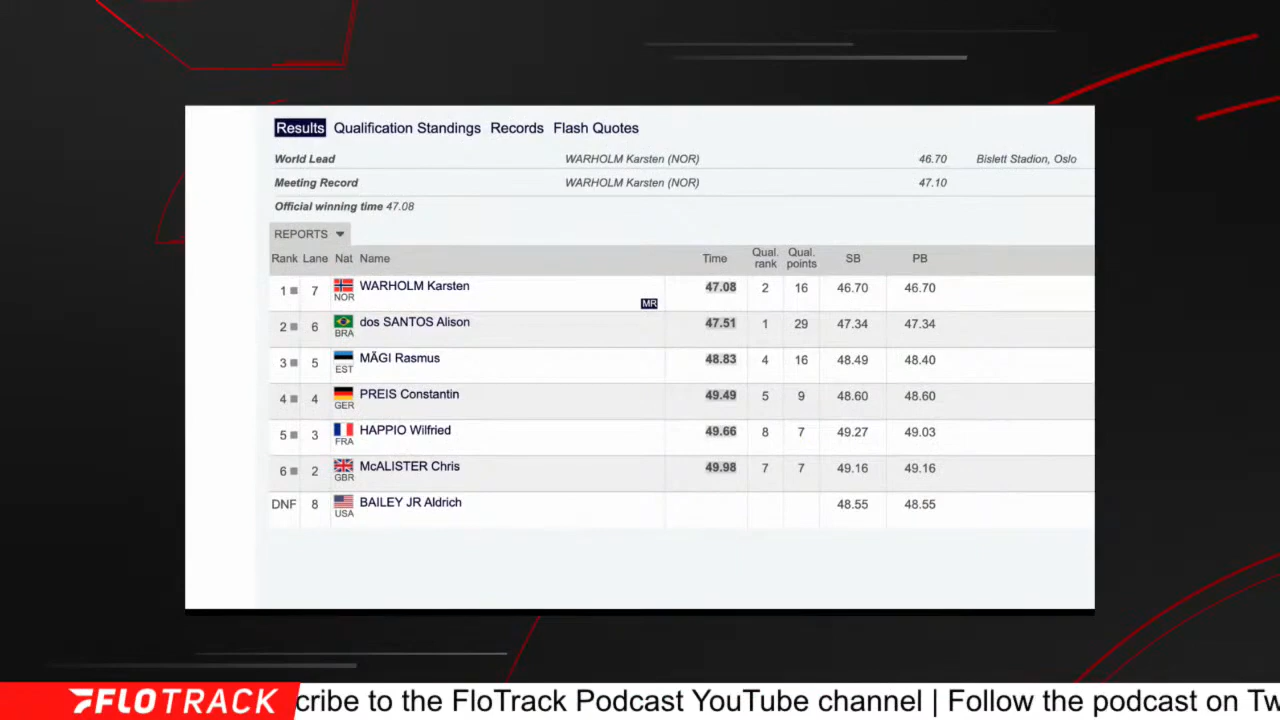 Results Qualification Standings Records Flash Quotes
World Lead WARHOLM Karsten (NOR) 46.70 Bislett Stadion, Oslo
Meeting Record WARHOLM Karsten (NOR) 47.10
Official winning time 47.08
REPORTS
Rank Lane Nat Name Time Qual. rank Qual. points SB PB
1 7 NOR WARHOLM Karsten MR 47.08 2 16 46.70 46.70
2 6 BRA dos SANTOS Alison 47.51 1 29 47.34 47.34
3 5 EST MÄGI Rasmus 48.83 4 16 48.49 48.40
4 4 GER PREIS Constantin 49.49 5 9 48.60 48.60
5 3 FRA HAPPIO Wilfried 49.66 8 7 49.27 49.03
6 2 GBR McALISTER Chris 49.98 7 7 49.16 49.16
DNF 8 USA BAILEY JR Aldrich 48.55 48.55
FLOTRACK cribe to the FloTrack Podcast YouTube channel | Follow the podcast on Tw